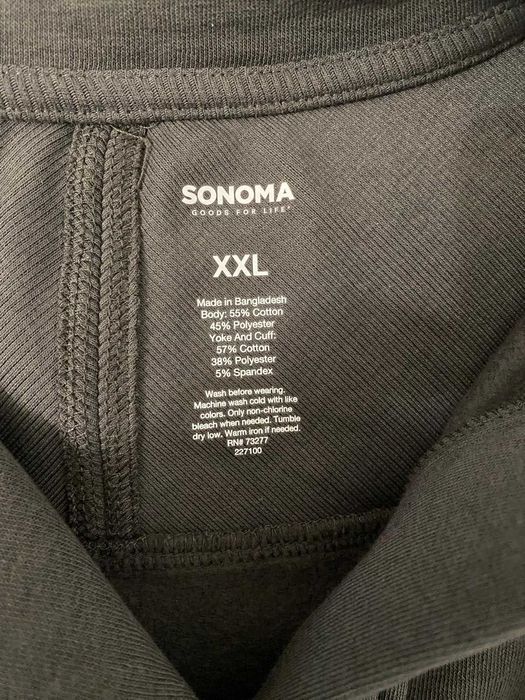 SONOMA
GOODS FOR LIFE®
XXL
Made in Bangladesh
Body: 55% Cotton
45% Polyester
Yoke And Cuff:
57% Cotton
38% Polyester
5% Spandex
Wash before wearing.
Machine wash cold with like
colors. Only non-chlorine
bleach when needed. Tumble
dry low. Warm iron if needed.
RN# 73277
227100